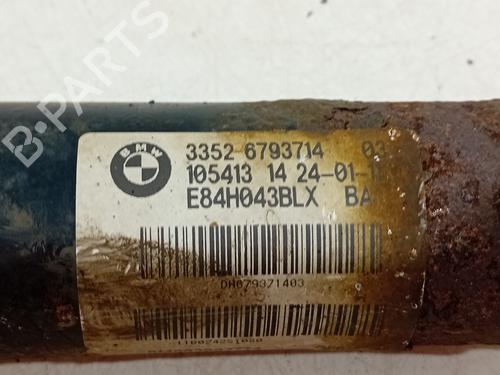 B-PARTS
BMW
3352 6793714 03
105413 14 24-01-1
E84H043BLX BA
DH679371403